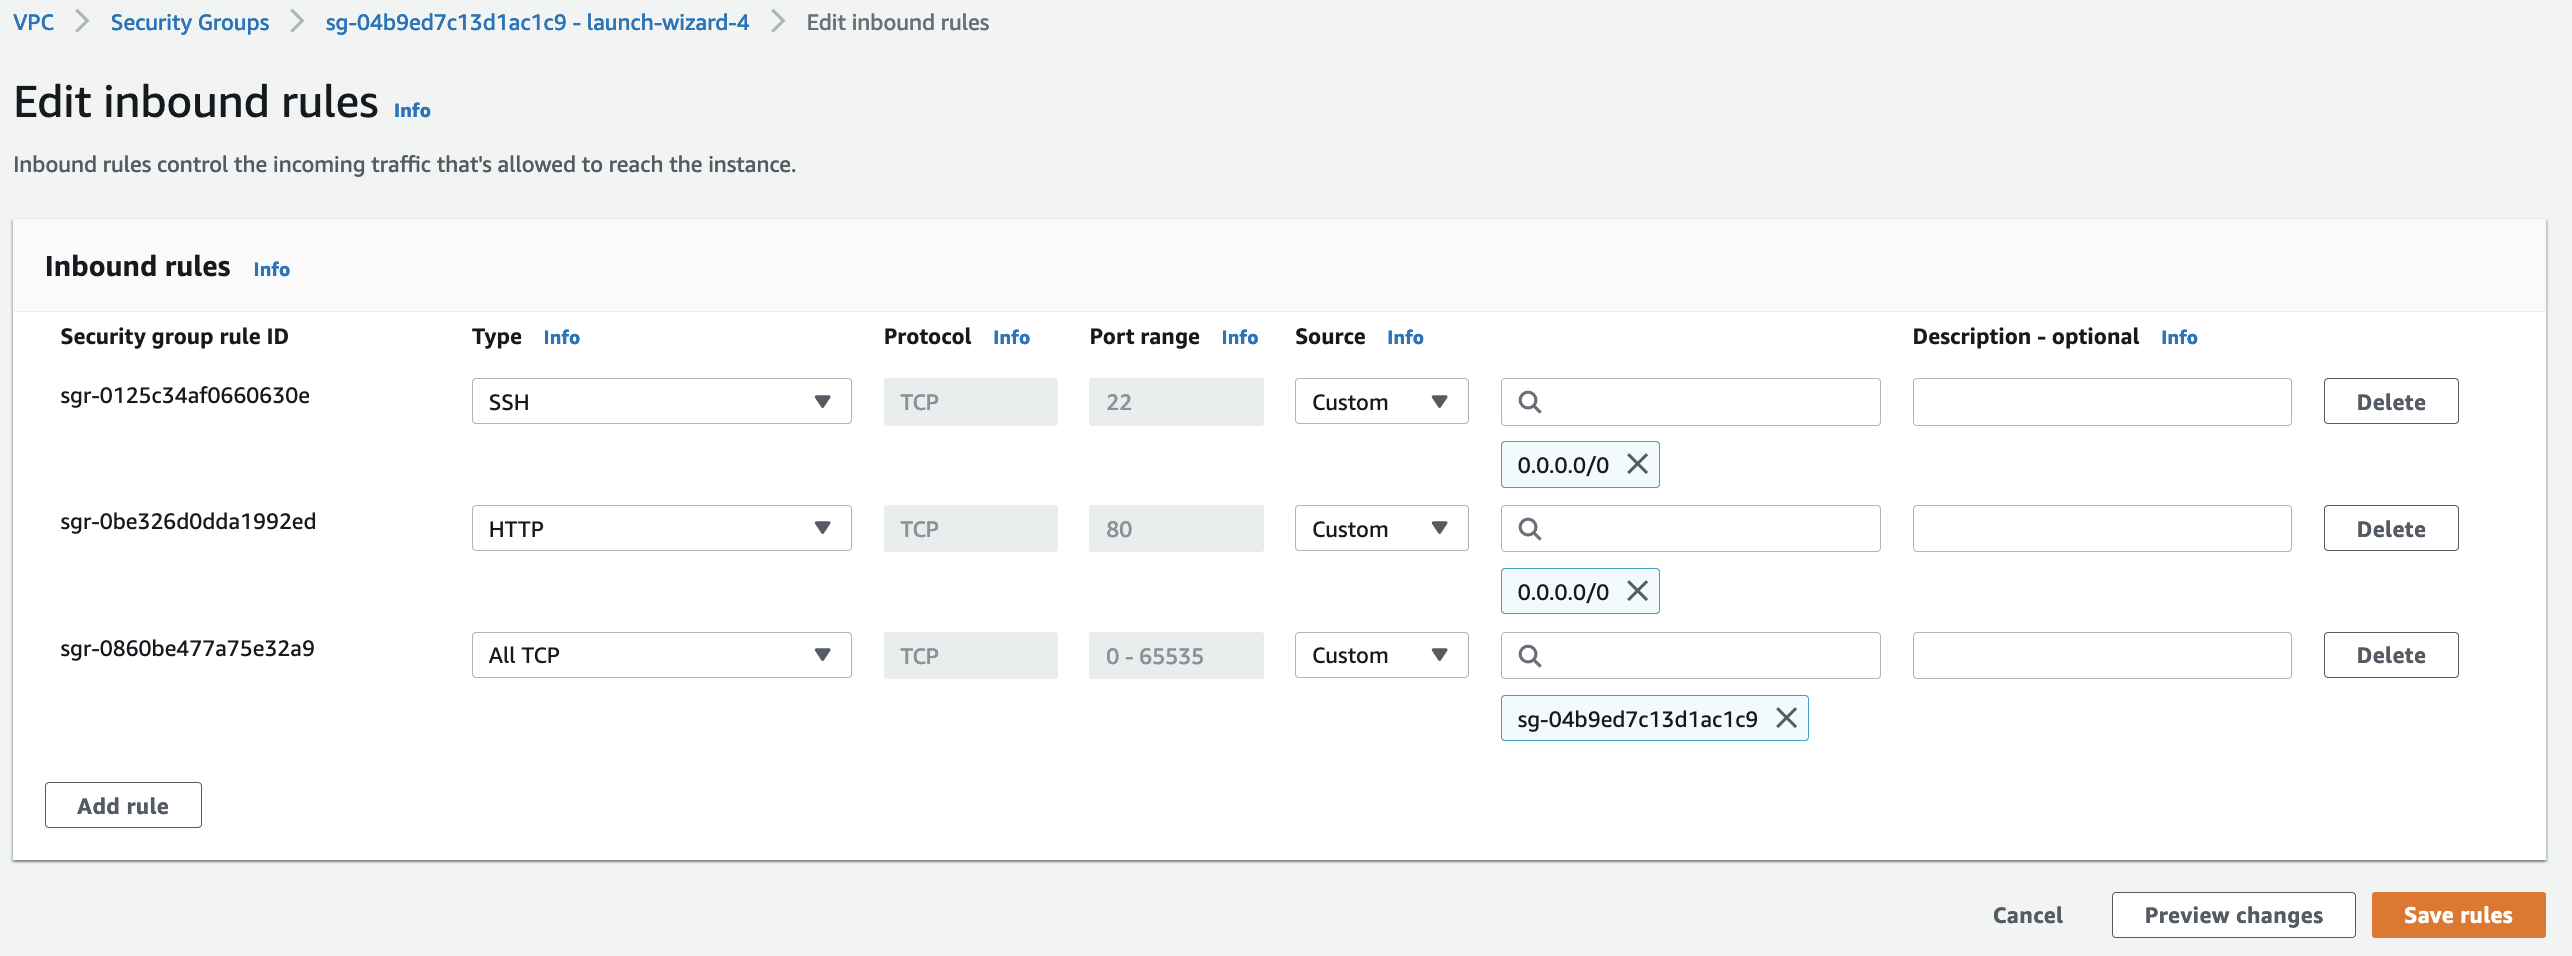 VPC > Security Groups > sg-04b9ed7c13d1ac1c9 - launch-wizard-4 > Edit inbound rules
Edit inbound rules Info
Inbound rules control the incoming traffic that's allowed to reach the instance.
Inbound rules Info
Security group rule ID Type Info Protocol Info Port range Info Source Info Description - optional Info
sgr-0125c34af0660630e SSH TCP 22 Custom Delete
0.0.0.0/0
sgr-0be326d0dda1992ed HTTP TCP 80 Custom Delete
0.0.0.0/0
sgr-0860be477a75e32a9 All TCP TCP 0 - 65535 Custom Delete
sg-04b9ed7c13d1ac1c9
Add rule
Cancel Preview changes Save rules